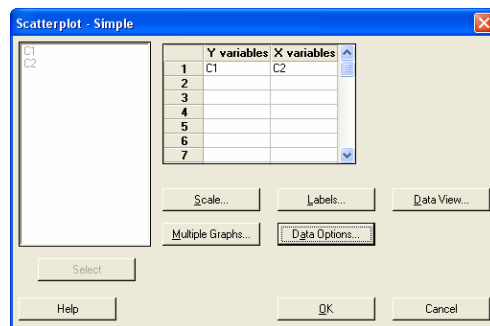 Scatterplot - Simple
C1
C2
Y variables X variables
1 C1 C2
2
3
4
5
6
7
Scale... Labels... Data View...
Multiple Graphs... Data Options...
Select
Help OK Cancel